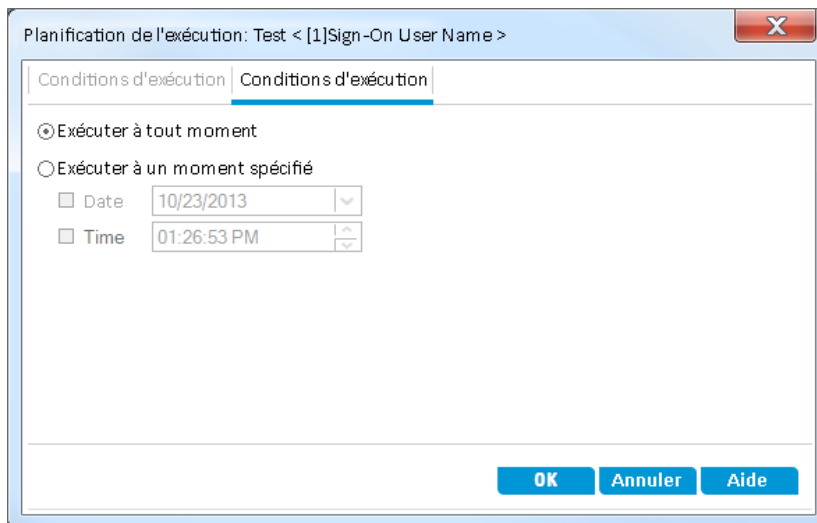 Planification de l'exécution: Test < [1]Sign-On User Name >
X
Conditions d'exécution Conditions d'exécution
Exécuter à tout moment
Exécuter à un moment spécifié
Date 10/23/2013
Time 01:26:53 PM
OK Annuler Aide